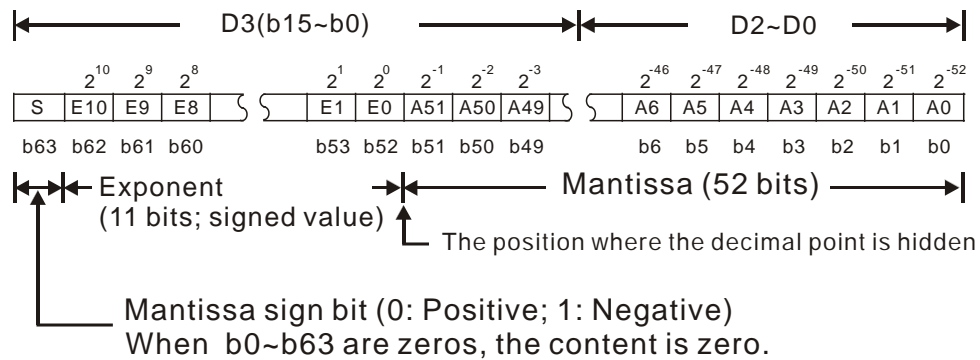 D3(b15~b0) D2~D0
2^10 2^9 2^8 2^1 2^0 2^-1 2^-2 2^-3 2^-46 2^-47 2^-48 2^-49 2^-50 2^-51 2^-52
S E10 E9 E8 E1 E0 A51 A50 A49 A6 A5 A4 A3 A2 A1 A0
b63 b62 b61 b60 b53 b52 b51 b50 b49 b6 b5 b4 b3 b2 b1 b0
Exponent Mantissa (52 bits)
(11 bits; signed value)
The position where the decimal point is hidden
Mantissa sign bit (0: Positive; 1: Negative)
When b0~b63 are zeros, the content is zero.